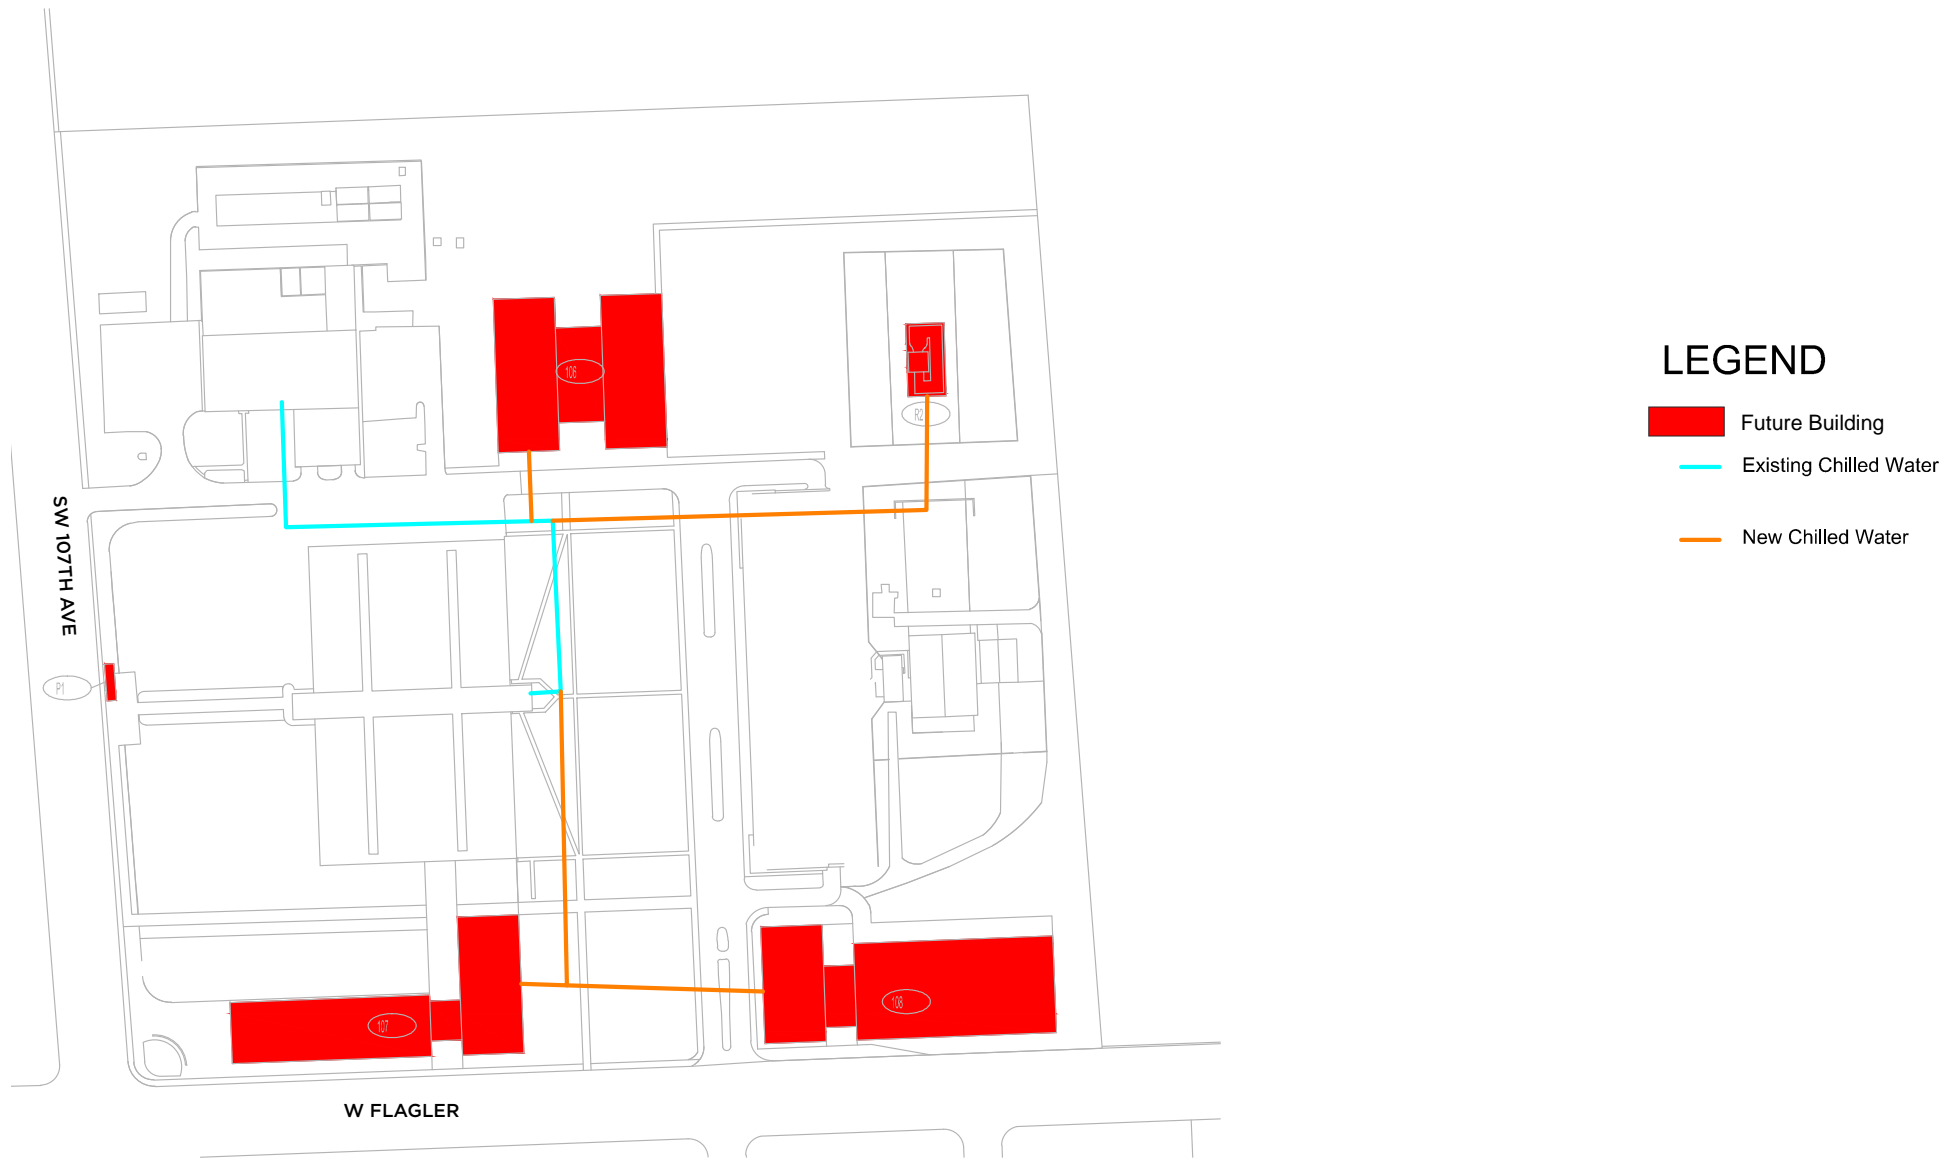 106
R2
LEGEND
Future Building
Existing Chilled Water
New Chilled Water
SW 107TH AVE
P1
107
108
W FLAGLER